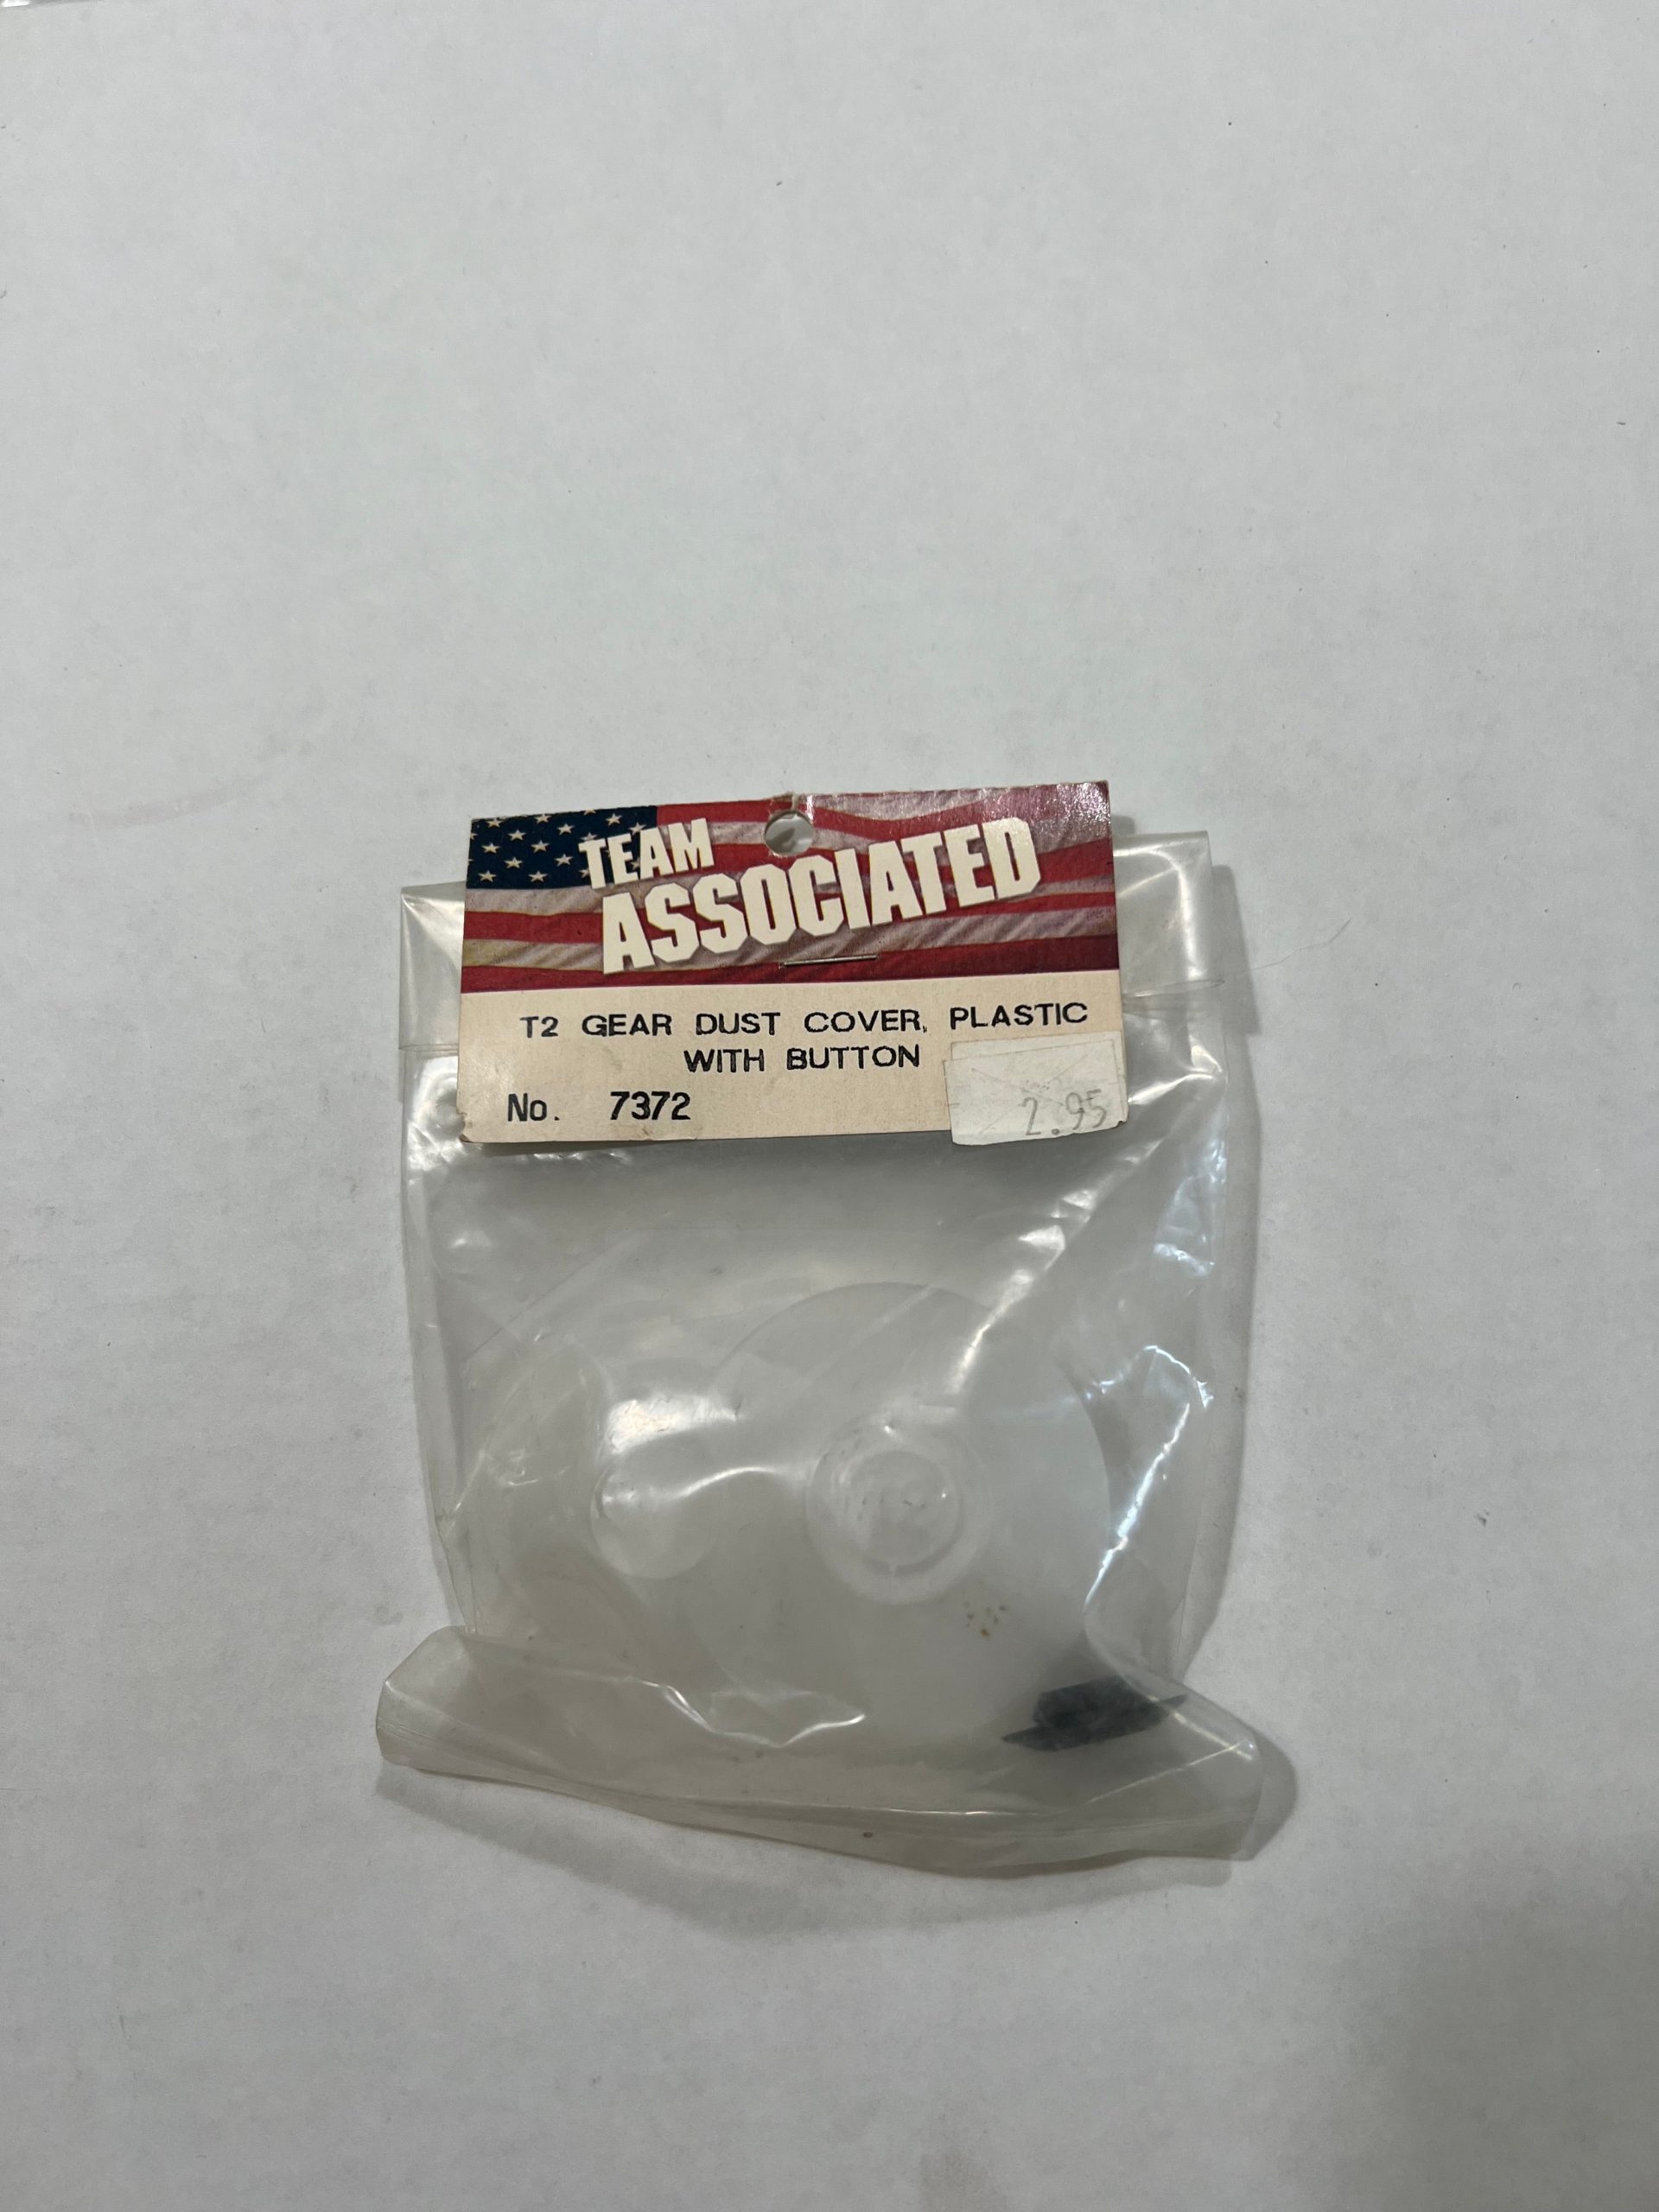 TEAM
ASSOCIATED
T2 GEAR DUST COVER, PLASTIC
WITH BUTTON
No. 7372
2.95